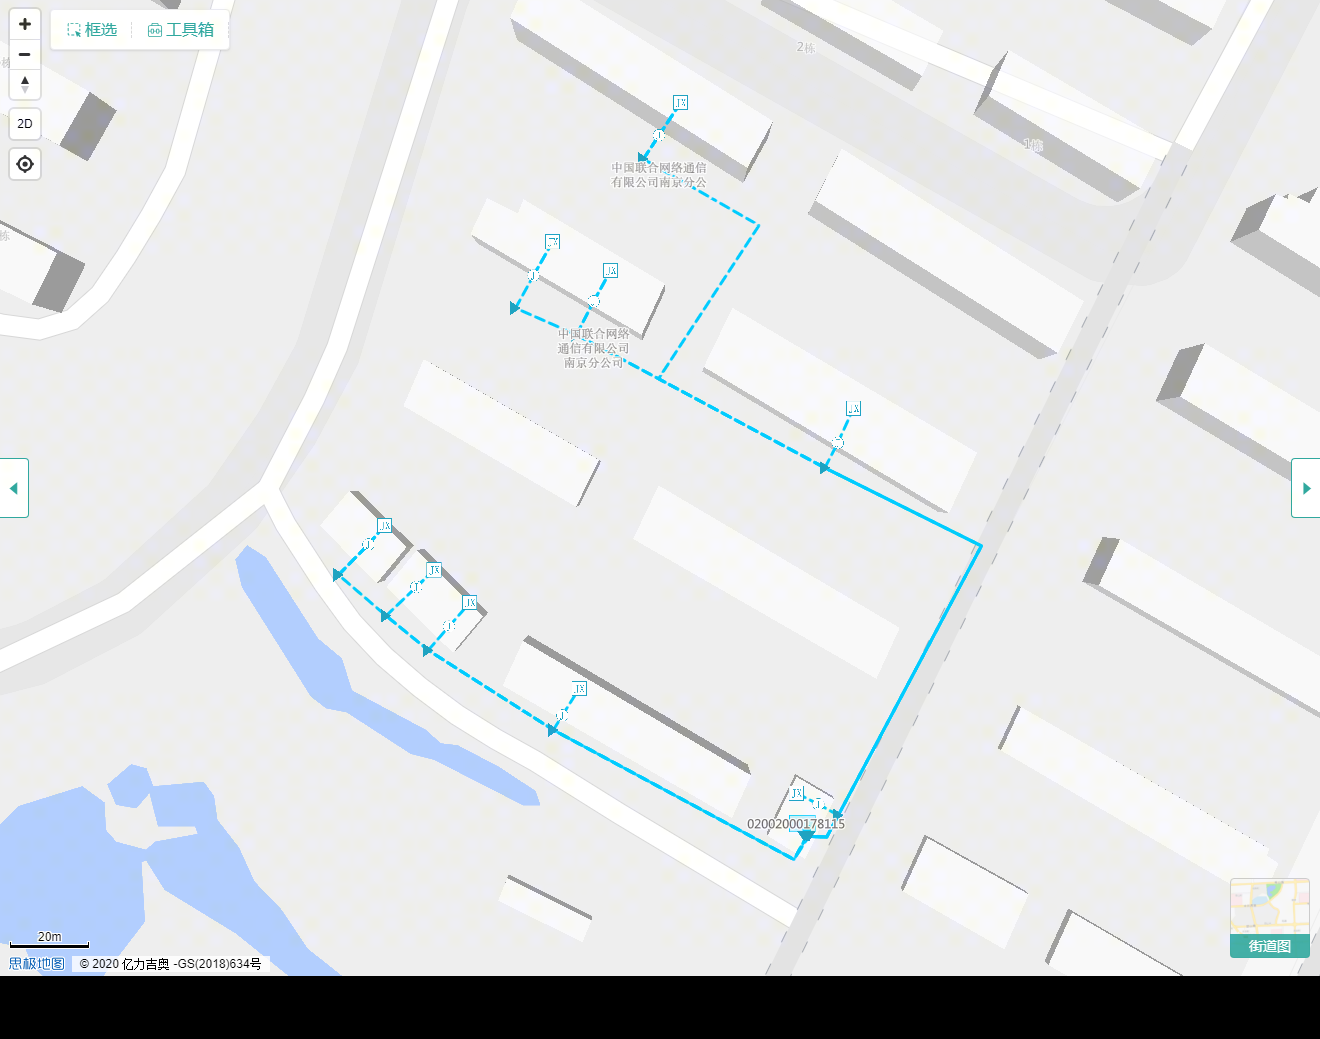 框选
工具箱
2D
2栋
1栋
栋
JX
中国联合网络通信
有限公司南京分公
JX
JX
中国联合网络
通信有限公司
南京分公司
JX
JX
JX
JX
JX
JX
02002000178115
街道图
20m
思极地图
© 2020 亿力吉奥 -GS(2018)634号